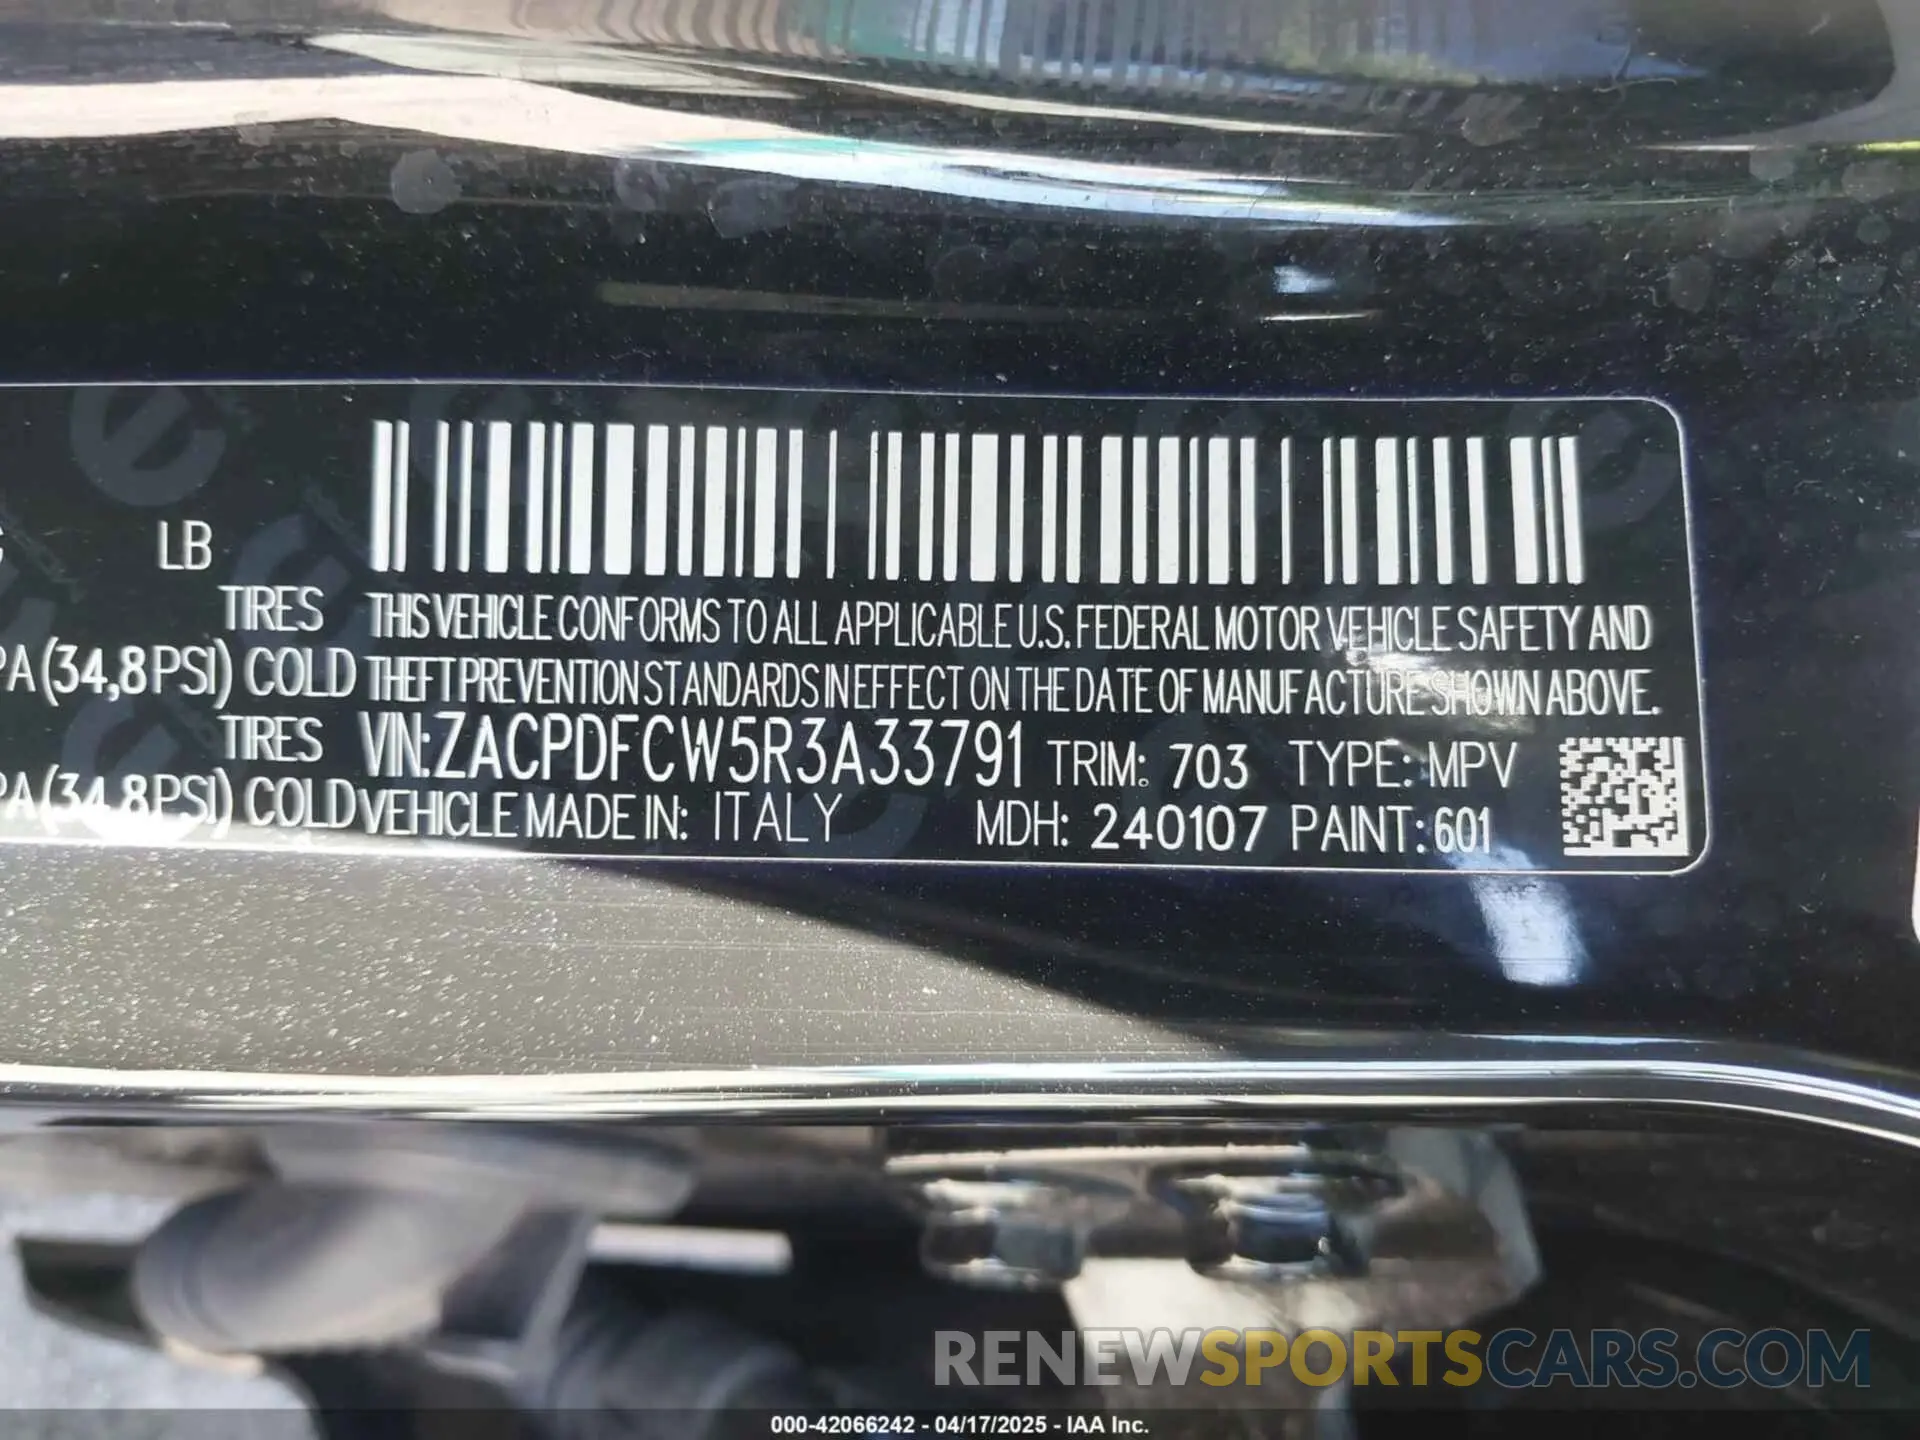 LB
TIRES THIS VEHICLE CONFORMS TO ALL APPLICABLE U.S. FEDERAL MOTOR VEHICLE SAFETY AND
PA (34,8 PSI) COLD THEFT PREVENTION STANDARDS IN EFFECT ON THE DATE OF MANUFACTURE SHOWN ABOVE.
TIRES VIN: ZACPDFCW5R3A33791 TRIM: 703 TYPE: MPV
PA (34,8 PSI) COLD VEHICLE MADE IN: ITALY MDH: 240107 PAINT: 601
RENEWSPORTSCARS.COM
000-42066242 - 04/17/2025 - IAA Inc.